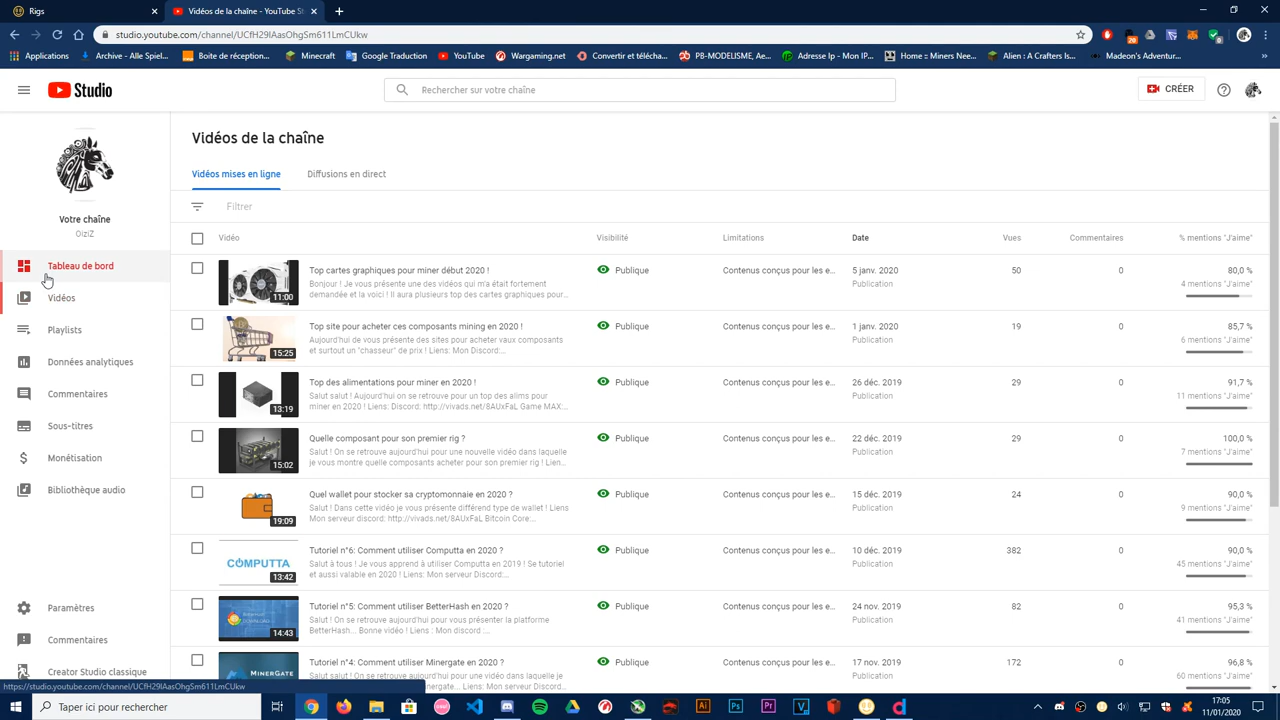 Rigs
Vidéos de la chaîne - YouTube St
studio.youtube.com/channel/UCfH29IAasOhgSm611LmCUkw
Applications
Archive - Alle Spiel...
Boite de réception...
Minecraft
Google Traduction
YouTube
Wargaming.net
Convertir et télécha...
PB-MODELISME, Ae...
Adresse Ip - Mon IP...
Home :: Miners Nee...
Alien : A Crafters Is...
Madeon's Adventur...
Studio
Rechercher sur votre chaîne
CRÉER
Votre chaîne
OiziZ
Tableau de bord
Vidéos
Playlists
Données analytiques
Commentaires
Sous-titres
Monétisation
Bibliothèque audio
Paramètres
Commentaires
Creator Studio classique
Vidéos de la chaîne
Vidéos mises en ligne
Diffusions en direct
Filtrer
Vidéo
Visibilité
Limitations
Date
Vues
Commentaires
% mentions "J'aime"
11:00
Top cartes graphiques pour miner début 2020 !
Bonjour ! Je vous présente une des vidéos qui m'a était fortement
demandée et la voici ! Il aura plusieurs top des cartes graphiques pour...
Publique
Contenus conçus pour les e...
5 janv. 2020
Publication
50
0
80,0 %
4 mentions "J'aime"
15:25
Top site pour acheter ces composants mining en 2020 !
Aujourd'hui de vous présente des sites pour acheter vaux composants
et surtout un "chasseur" de prix ! Liens: Mon Discord:...
Publique
Contenus conçus pour les e...
1 janv. 2020
Publication
19
0
85,7 %
6 mentions "J'aime"
13:19
Top des alimentations pour miner en 2020 !
Salut salut ! Aujourd'hui on se retrouve pour un top des alims pour
miner en 2020 ! Liens: Discord: http://vivads.net/8AUxFaL Game MAX:...
Publique
Contenus conçus pour les e...
26 déc. 2019
Publication
29
0
91,7 %
11 mentions "J'aime"
15:02
Quelle composant pour son premier rig ?
Salut ! On se retrouve aujourd'hui pour une nouvelle vidéo dans laquelle
je vous montre quelle composants acheter pour son premier rig ! Lien...
Publique
Contenus conçus pour les e...
22 déc. 2019
Publication
29
0
100,0 %
7 mentions "J'aime"
19:09
Quel wallet pour stocker sa cryptomonnaie en 2020 ?
Salut ! Dans cette vidéo je vous présente différend type de wallet ! Liens
Mon serveur discord: http://vivads.net/8AUxFaL Bitcoin Core:...
Publique
Contenus conçus pour les e...
15 déc. 2019
Publication
24
0
90,0 %
9 mentions "J'aime"
COMPUTTA
13:42
Tutoriel n°6: Comment utiliser Computta en 2020 ?
Salut à tous ! Je vous apprend à utiliser Computta en 2019 ! Se tutoriel
et aussi valable en 2020 ! Liens: Mon serveur Discord:...
Publique
Contenus conçus pour les e...
10 déc. 2019
Publication
382
0
90,0 %
45 mentions "J'aime"
14:43
Tutoriel n°5: Comment utiliser BetterHash en 2020 ?
Salut ! On se retrouve aujourd'hui pour vous présenter la platforme
BetterHash... Bonne vidéo ! Liens : Mon discord :...
Publique
Contenus conçus pour les e...
24 nov. 2019
Publication
82
0
95,3 %
41 mentions "J'aime"
MINERGATE
Tutoriel n°4: Comment utiliser Minergate en 2020 ?
Publique
Contenus conçus pour les e...
17 nov. 2019
Publication
172
0
96,8 %
60 mentions "J'aime"
https://studio.youtube.com/channel/UCfH29IAasOhgSm611LmCUkw
Taper ici pour rechercher
17:05
11/01/2020